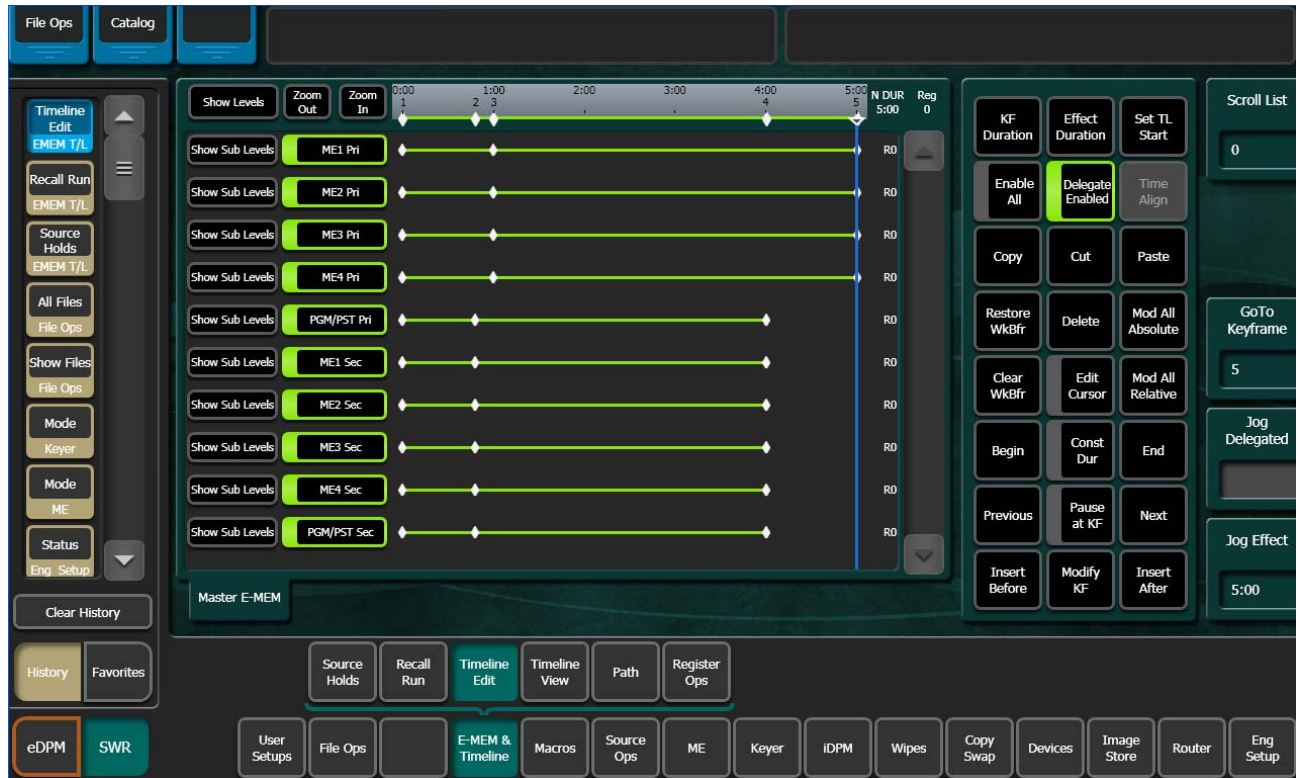 File Ops
Catalog
Timeline
Edit
EMEM T/L
Recall Run
EMEM T/L
Source
Holds
EMEM T/L
All Files
File Ops
Show Files
File Ops
Mode
Keyer
Mode
ME
Status
Eng Setup
Clear History
History
Favorites
eDPM
SWR
Show Levels
Zoom
Out
Zoom
In
0:00 1:00 2:00 3:00 4:00 5:00
1 2 3 4 5
N DUR
5:00
Reg
0
Show Sub Levels ME1 Pri R0
Show Sub Levels ME2 Pri R0
Show Sub Levels ME3 Pri R0
Show Sub Levels ME4 Pri R0
Show Sub Levels PGM/PST Pri R0
Show Sub Levels ME1 Sec R0
Show Sub Levels ME2 Sec R0
Show Sub Levels ME3 Sec R0
Show Sub Levels ME4 Sec R0
Show Sub Levels PGM/PST Sec R0
Master E-MEM
KF
Duration
Effect
Duration
Set TL
Start
Enable
All
Delegate
Enabled
Time
Align
Copy
Cut
Paste
Restore
WkBfr
Delete
Mod All
Absolute
Clear
WkBfr
Edit
Cursor
Mod All
Relative
Begin
Const
Dur
End
Previous
Pause
at KF
Next
Insert
Before
Modify
KF
Insert
After
Scroll List
0
GoTo
Keyframe
5
Jog
Delegated
Jog Effect
5:00
Source
Holds
Recall
Run
Timeline
Edit
Timeline
View
Path
Register
Ops
User
Setups
File Ops
E-MEM &
Timeline
Macros
Source
Ops
ME
Keyer
iDPM
Wipes
Copy
Swap
Devices
Image
Store
Router
Eng
Setup